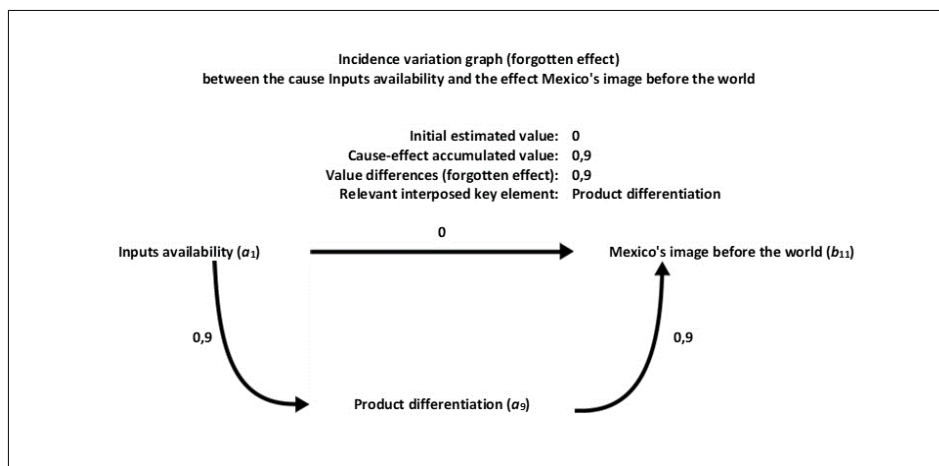 Incidence variation graph (forgotten effect)
between the cause Inputs availability and the effect Mexico's image before the world
Initial estimated value: 0
Cause-effect accumulated value: 0,9
Value differences (forgotten effect): 0,9
Relevant interposed key element: Product differentiation
0
Inputs availability (a₁) Mexico's image before the world (b₁₁)
0,9 0,9
Product differentiation (a₉)